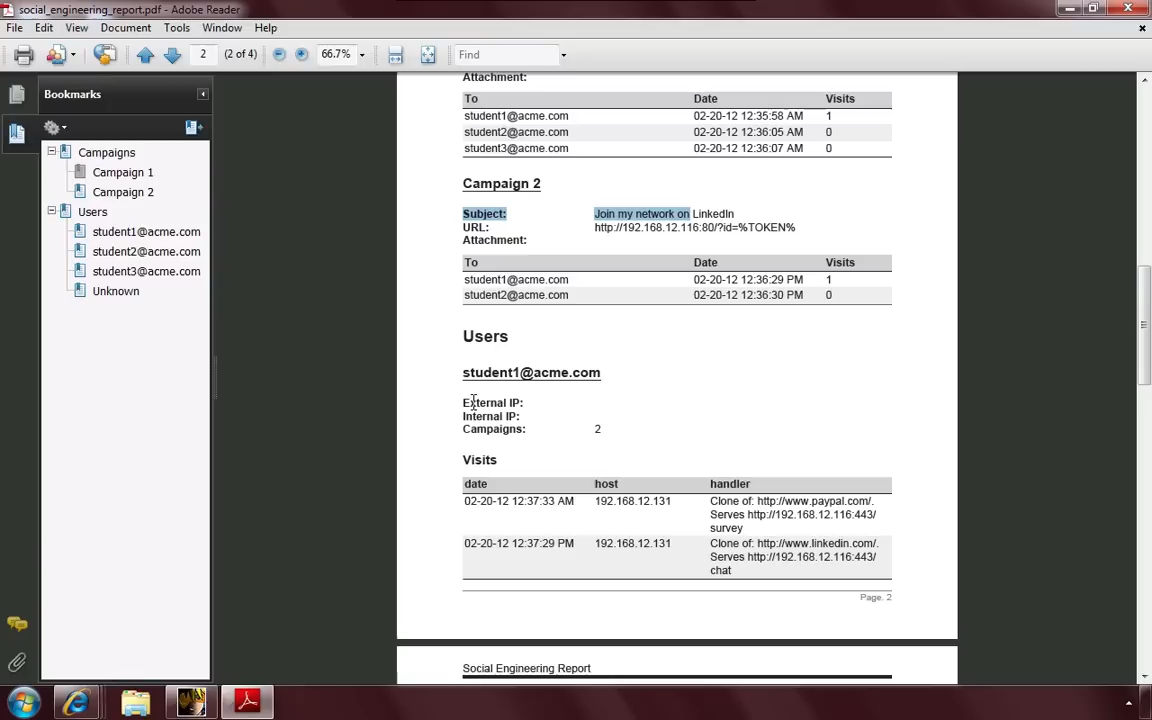 social_engineering_report.pdf - Adobe Reader
File Edit View Document Tools Window Help
2 (2 of 4) 66.7% Find
Bookmarks
Campaigns
Campaign 1
Campaign 2
Users
student1@acme.com
student2@acme.com
student3@acme.com
Unknown
Attachment:
To Date Visits
student1@acme.com 02-20-12 12:35:58 AM 1
student2@acme.com 02-20-12 12:36:05 AM 0
student3@acme.com 02-20-12 12:36:07 AM 0
Campaign 2
Subject: Join my network on LinkedIn
URL: http://192.168.12.116:80/?id=%TOKEN%
Attachment:
To Date Visits
student1@acme.com 02-20-12 12:36:29 PM 1
student2@acme.com 02-20-12 12:36:30 PM 0
Users
student1@acme.com
External IP:
Internal IP:
Campaigns: 2
Visits
date host handler
02-20-12 12:37:33 AM 192.168.12.131 Clone of: http://www.paypal.com/.
Serves http://192.168.12.116:443/
survey
02-20-12 12:37:29 PM 192.168.12.131 Clone of: http://www.linkedin.com/.
Serves http://192.168.12.116:443/
chat
Page. 2
Social Engineering Report